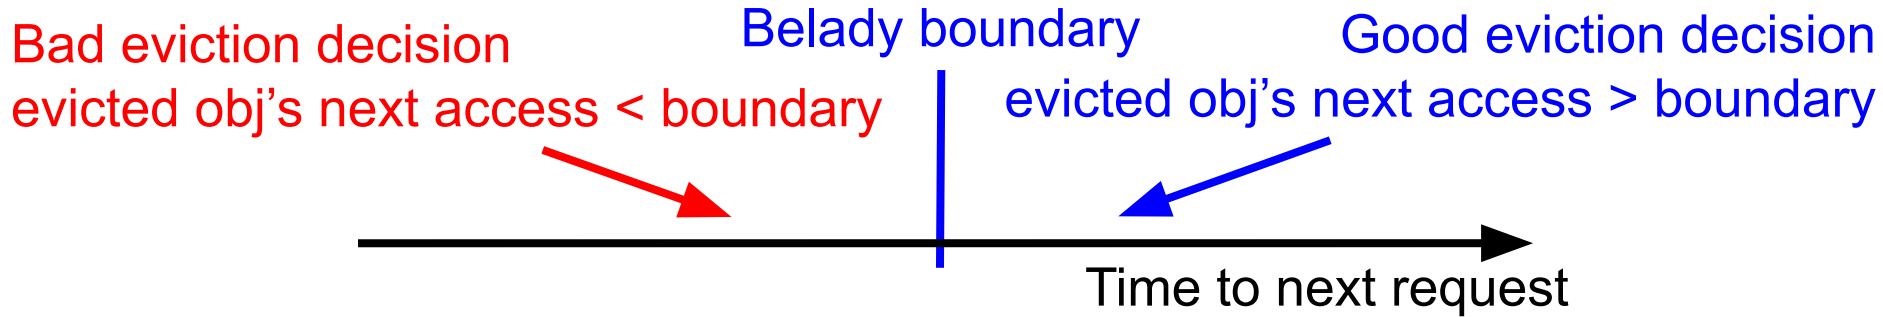 Bad eviction decision
evicted obj's next access < boundary
Belady boundary
Good eviction decision
evicted obj's next access > boundary
Time to next request